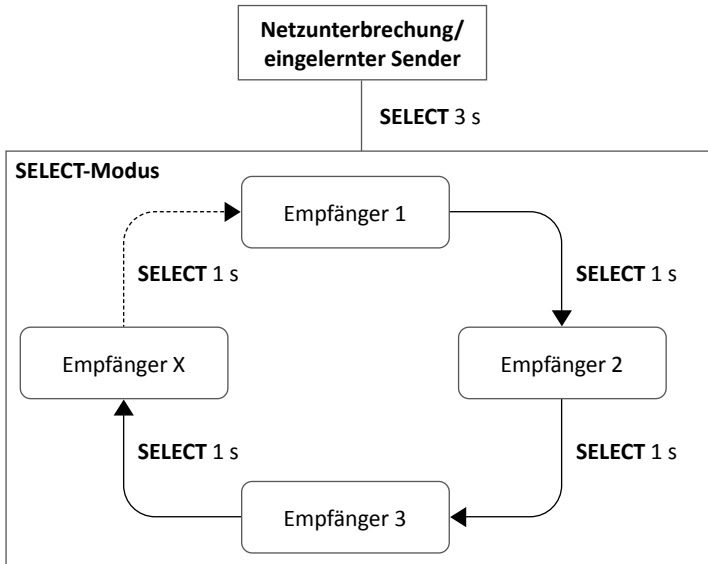 Netzunterbrechung/
eingelernter Sender
SELECT 3 s
SELECT-Modus
Empfänger 1
SELECT 1 s
SELECT 1 s
Empfänger X
Empfänger 2
SELECT 1 s
SELECT 1 s
Empfänger 3